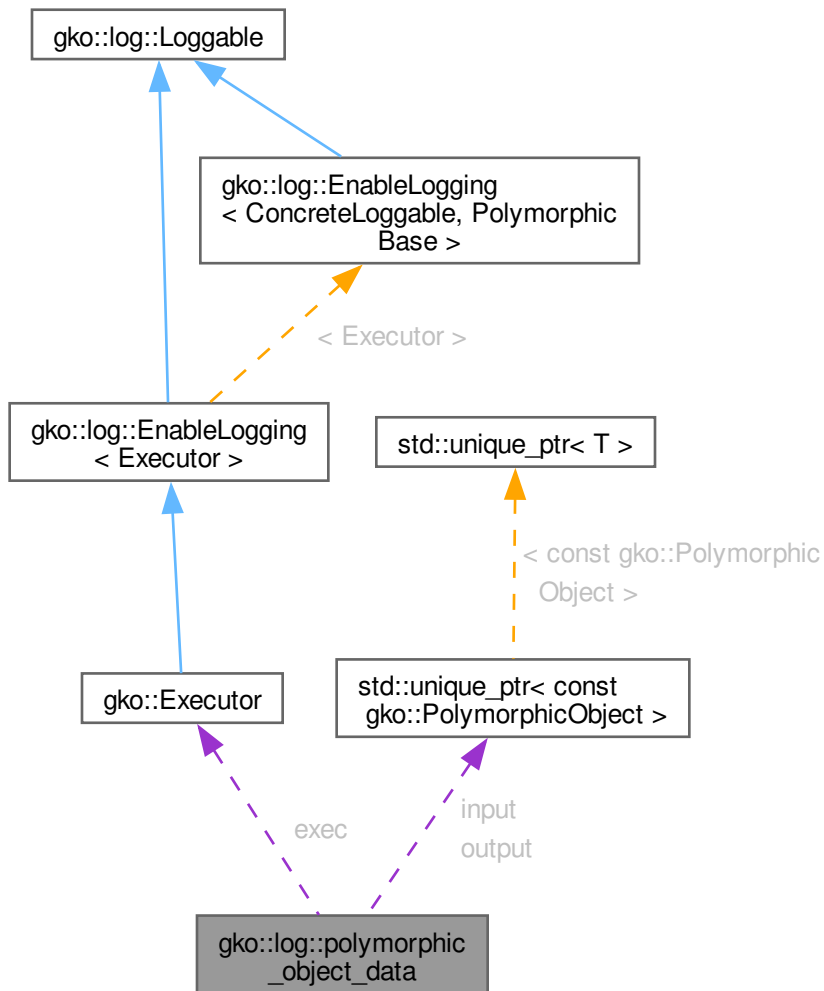 gko::log::Loggable
gko::log::EnableLogging
< ConcreteLoggable, Polymorphic
Base >
< Executor >
gko::log::EnableLogging
< Executor >
std::unique_ptr< T >
< const gko::Polymorphic
Object >
gko::Executor
std::unique_ptr< const
gko::PolymorphicObject >
exec
input
output
gko::log::polymorphic
_object_data